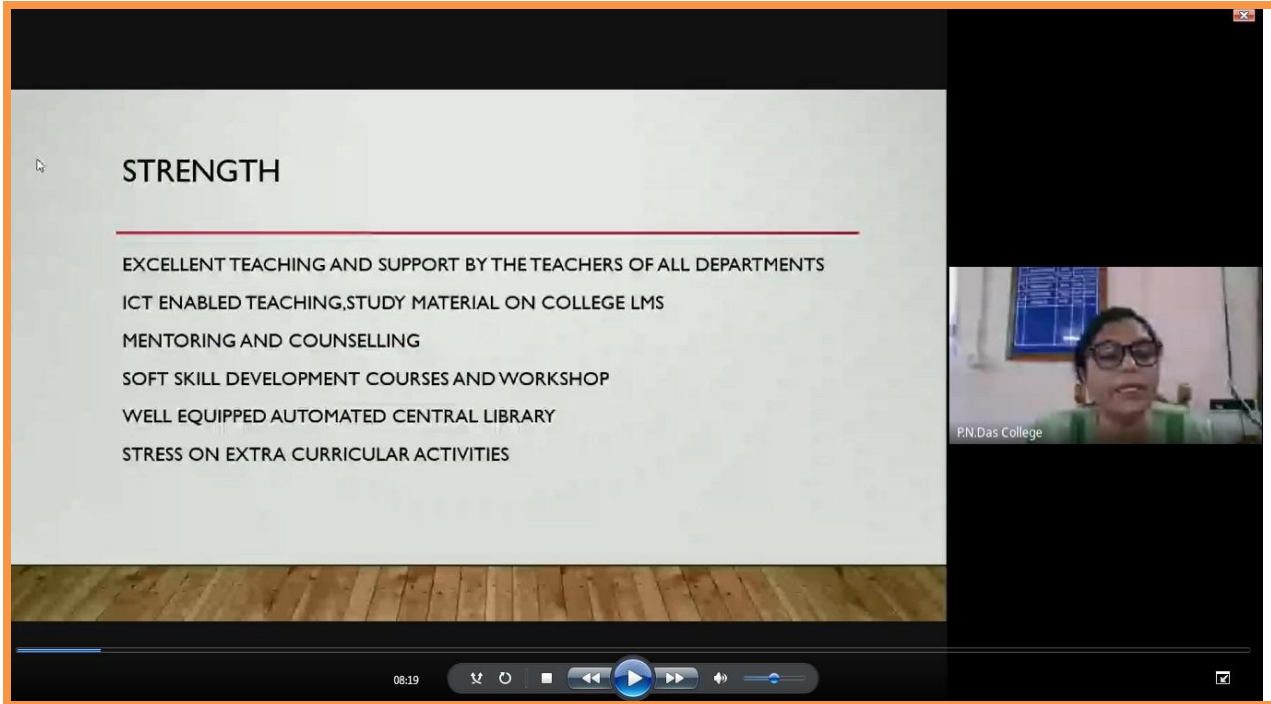 STRENGTH
EXCELLENT TEACHING AND SUPPORT BY THE TEACHERS OF ALL DEPARTMENTS
ICT ENABLED TEACHING,STUDY MATERIAL ON COLLEGE LMS
MENTORING AND COUNSELLING
SOFT SKILL DEVELOPMENT COURSES AND WORKSHOP
WELL EQUIPPED AUTOMATED CENTRAL LIBRARY
STRESS ON EXTRA CURRICULAR ACTIVITIES
P.N.Das College
08:19